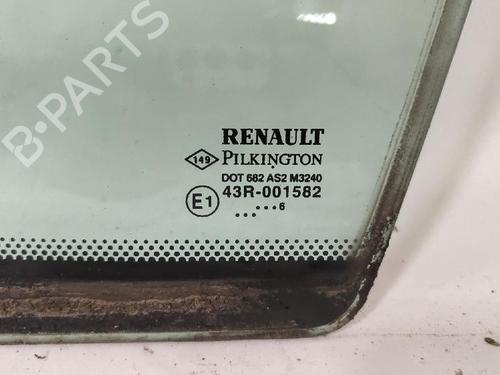 B-PARTS
RENAULT
149 PILKINGTON
DOT 682 AS2 M3240
E1 43R-001582
... ...6